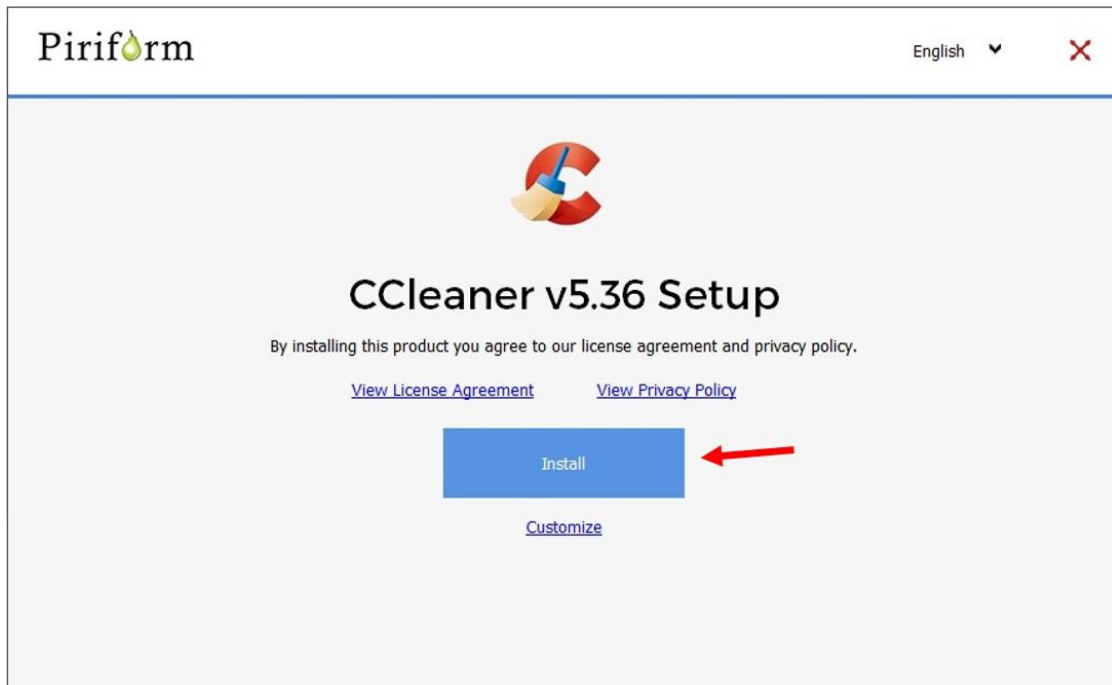 Piriform
English
CCleaner v5.36 Setup
By installing this product you agree to our license agreement and privacy policy.
View License Agreement View Privacy Policy
Install
Customize